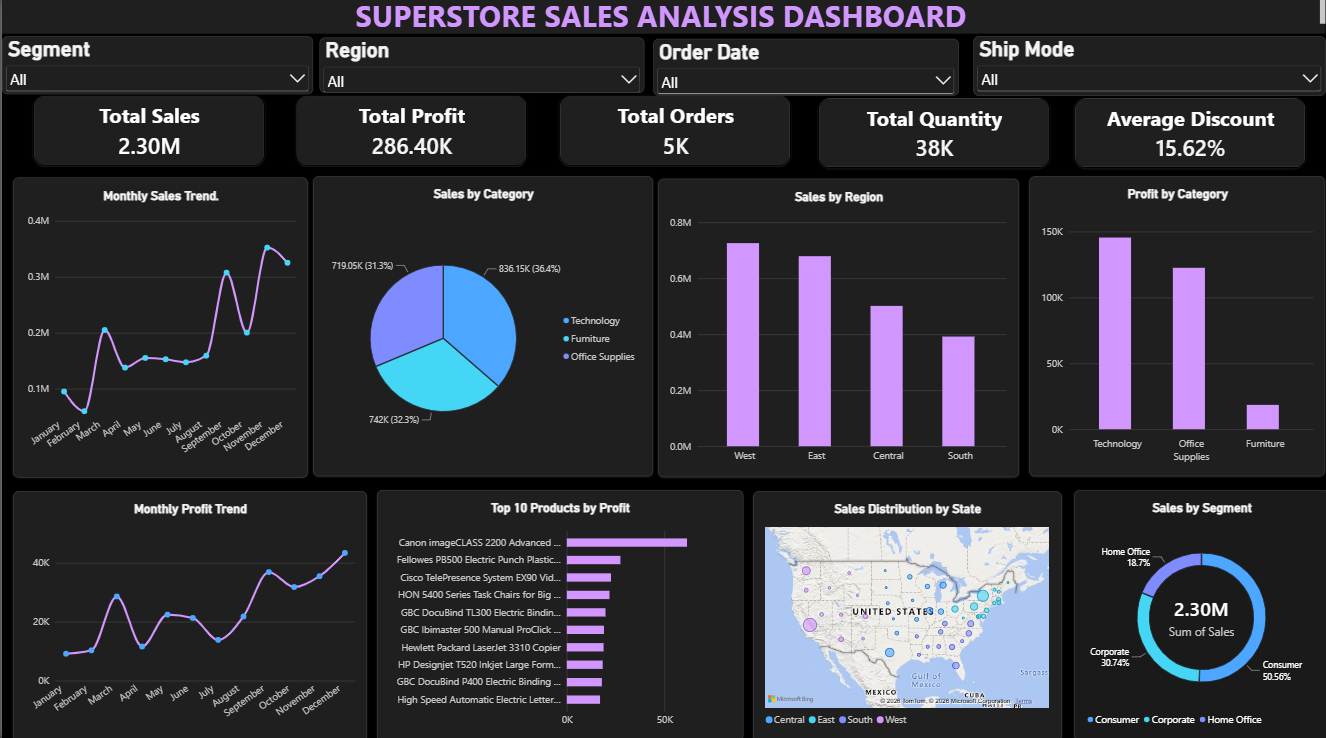 SUPERSTORE SALES ANALYSIS DASHBOARD
Segment
All
Region
All
Order Date
All
Ship Mode
All
Total Sales
2.30M
Total Profit
286.40K
Total Orders
5K
Total Quantity
38K
Average Discount
15.62%
Monthly Sales Trend.
0.4M
0.3M
0.2M
0.1M
January
February
March
April
May
June
July
August
September
October
November
December
Sales by Category
719.05K (31.3%)
836.15K (36.4%)
742K (32.3%)
Technology
Furniture
Office Supplies
Sales by Region
0.8M
0.6M
0.4M
0.2M
0.0M
West
East
Central
South
Profit by Category
150K
100K
50K
0K
Technology
Office
Supplies
Furniture
Monthly Profit Trend
40K
20K
0K
January
February
March
April
May
June
July
August
September
October
November
December
Top 10 Products by Profit
Canon imageCLASS 2200 Advanced ...
Fellowes PB500 Electric Punch Plastic...
Cisco TelePresence System EX90 Vid...
HON 5400 Series Task Chairs for Big ...
GBC DocuBind TL300 Electric Bindin...
GBC Ibimaster 500 Manual ProClick ...
Hewlett Packard LaserJet 3310 Copier
HP Designjet T520 Inkjet Large Form...
GBC DocuBind P400 Electric Binding ...
High Speed Automatic Electric Letter...
0K
50K
Sales Distribution by State
UNITED STATES
Gulf of
Mexico
MEXICO
CUBA
Sargass
PR
Microsoft Bing
© 2026 TomTom, © 2026 Microsoft Corporation Terms
Central
East
South
West
Sales by Segment
Home Office
18.7%
2.30M
Sum of Sales
Corporate
30.74%
Consumer
50.56%
Consumer
Corporate
Home Office